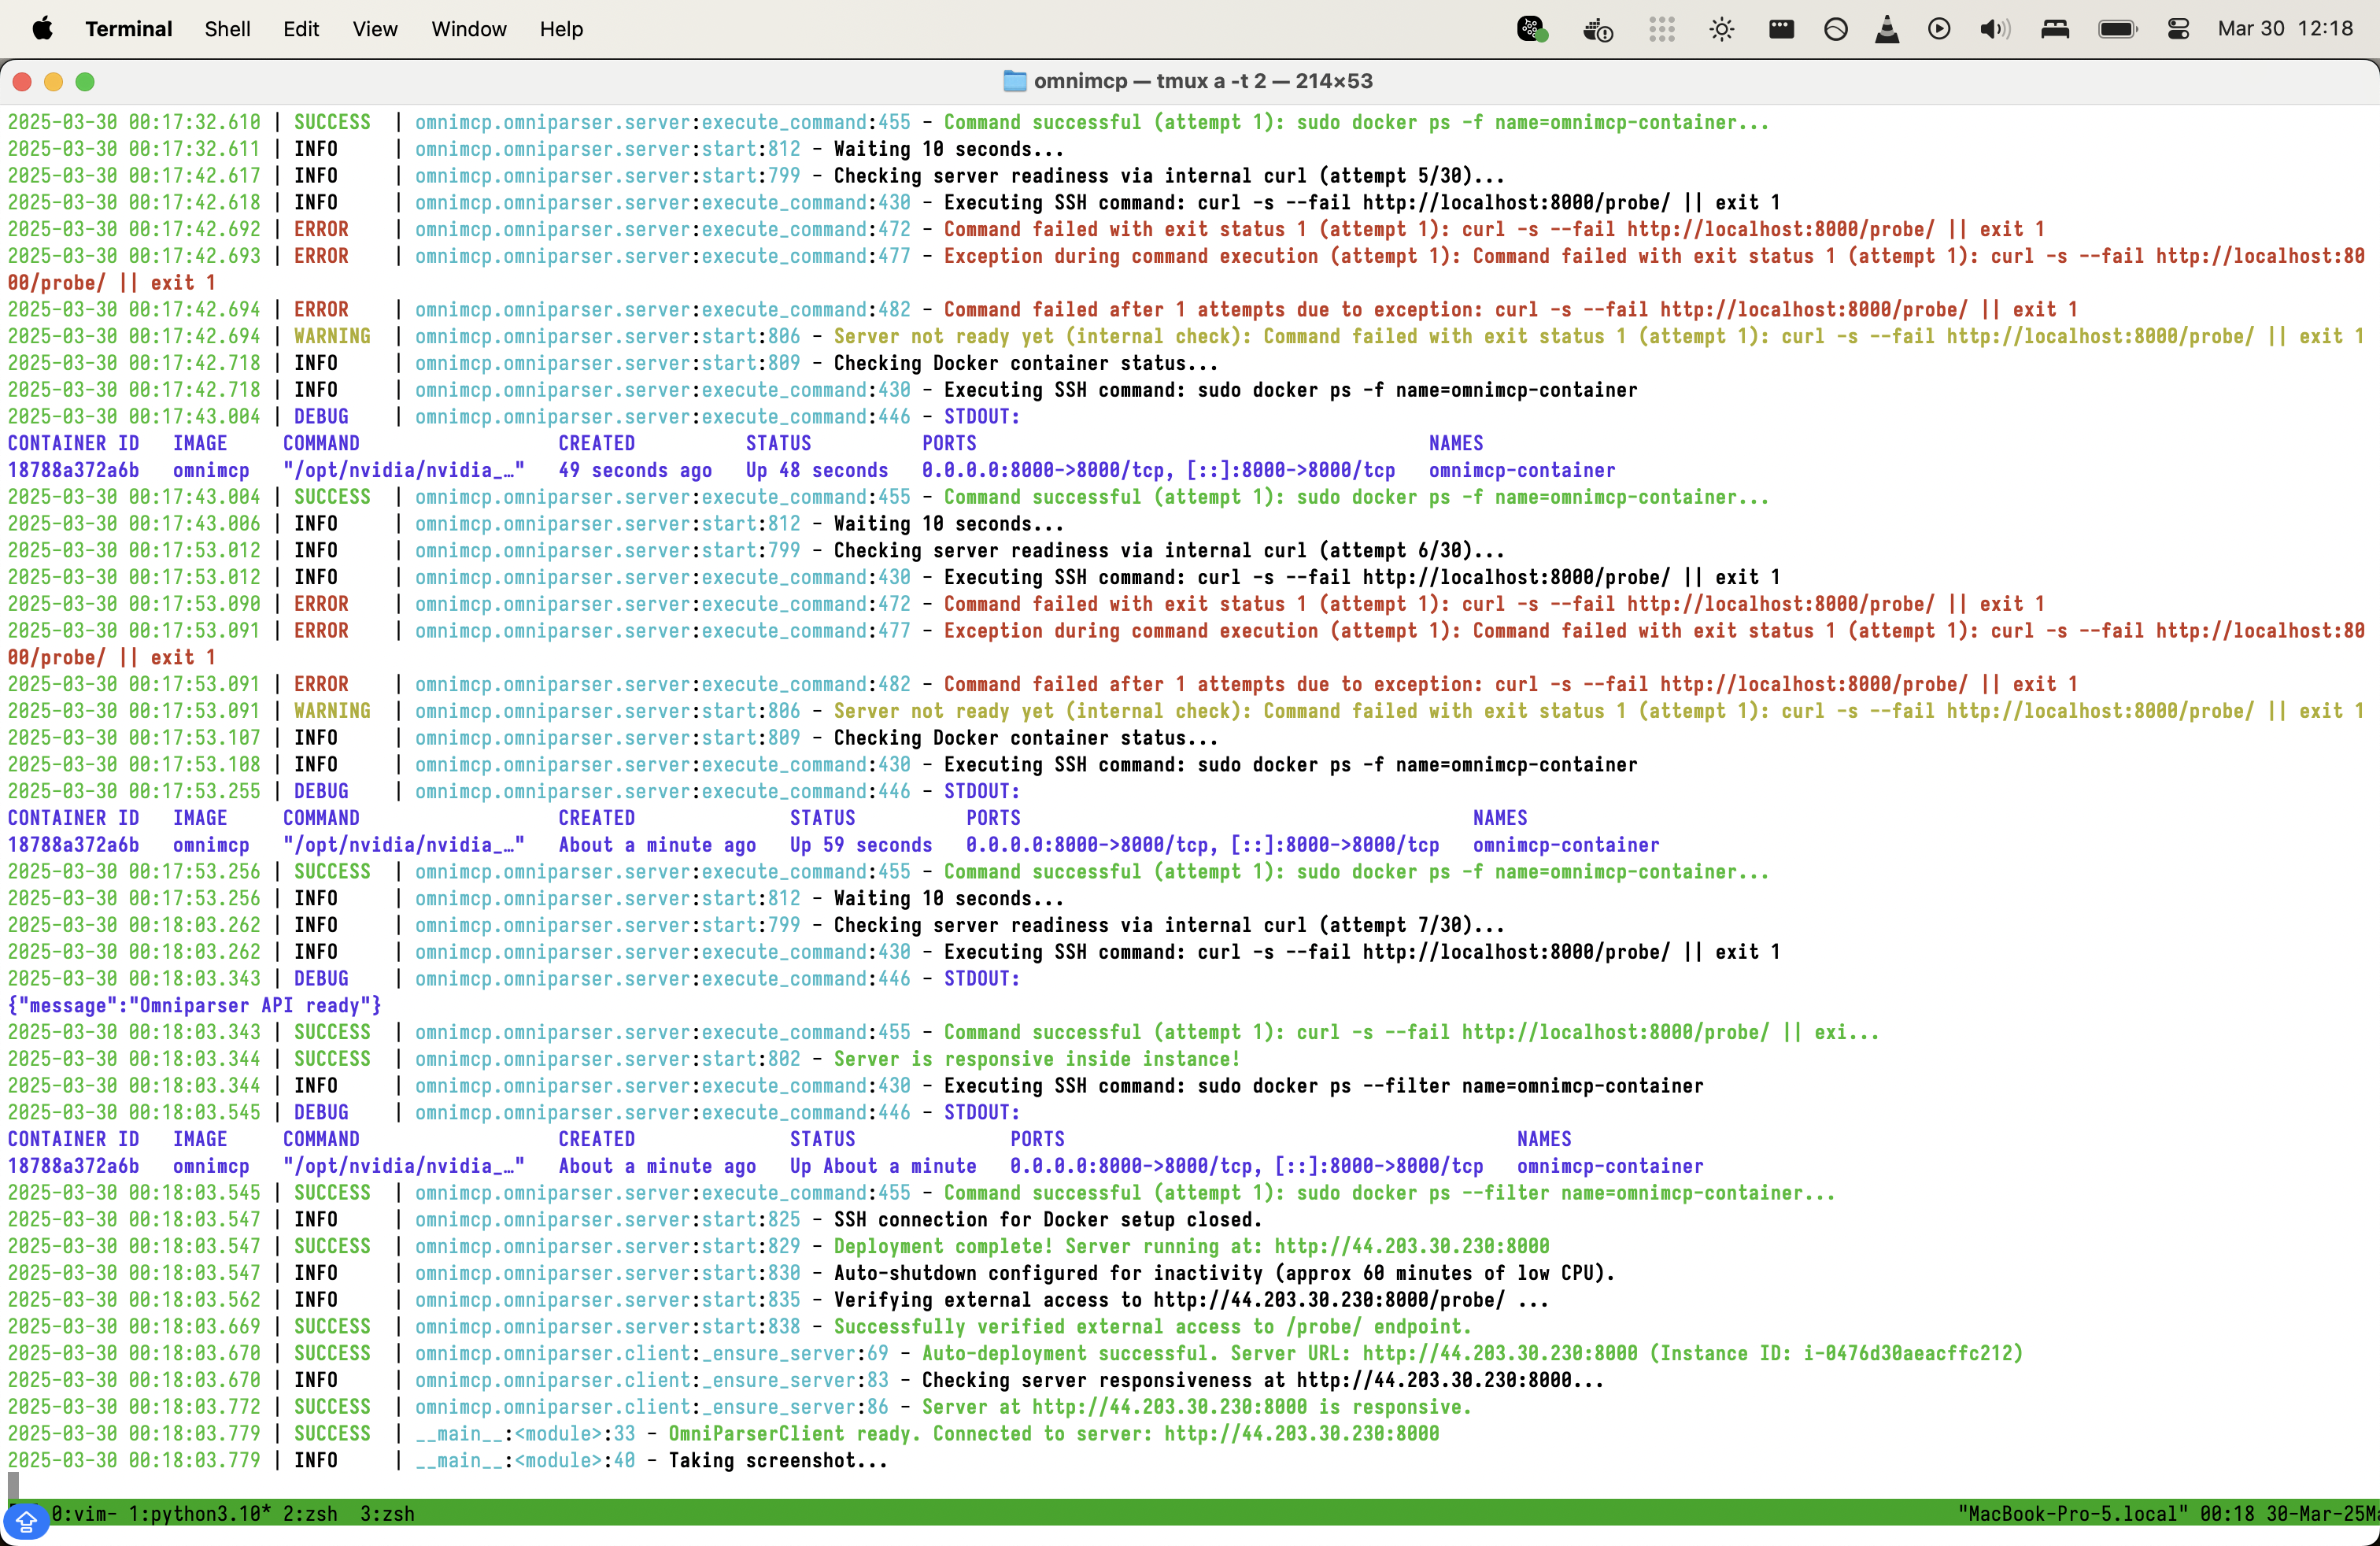 Terminal Shell Edit View Window Help Mar 30 12:18
omnimcp — tmux a -t 2 — 214×53
2025-03-30 00:17:32.610 | SUCCESS  | omnimcp.omniparser.server:execute_command:455 - Command successful (attempt 1): sudo docker ps -f name=omnimcp-container...
2025-03-30 00:17:32.611 | INFO     | omnimcp.omniparser.server:start:812 - Waiting 10 seconds...
2025-03-30 00:17:42.617 | INFO     | omnimcp.omniparser.server:start:799 - Checking server readiness via internal curl (attempt 5/30)...
2025-03-30 00:17:42.618 | INFO     | omnimcp.omniparser.server:execute_command:430 - Executing SSH command: curl -s --fail http://localhost:8000/probe/ || exit 1
2025-03-30 00:17:42.692 | ERROR    | omnimcp.omniparser.server:execute_command:472 - Command failed with exit status 1 (attempt 1): curl -s --fail http://localhost:8000/probe/ || exit 1
2025-03-30 00:17:42.693 | ERROR    | omnimcp.omniparser.server:execute_command:477 - Exception during command execution (attempt 1): Command failed with exit status 1 (attempt 1): curl -s --fail http://localhost:80
00/probe/ || exit 1
2025-03-30 00:17:42.694 | ERROR    | omnimcp.omniparser.server:execute_command:482 - Command failed after 1 attempts due to exception: curl -s --fail http://localhost:8000/probe/ || exit 1
2025-03-30 00:17:42.694 | WARNING  | omnimcp.omniparser.server:start:806 - Server not ready yet (internal check): Command failed with exit status 1 (attempt 1): curl -s --fail http://localhost:8000/probe/ || exit 1
2025-03-30 00:17:42.718 | INFO     | omnimcp.omniparser.server:start:809 - Checking Docker container status...
2025-03-30 00:17:42.718 | INFO     | omnimcp.omniparser.server:execute_command:430 - Executing SSH command: sudo docker ps -f name=omnimcp-container
2025-03-30 00:17:43.004 | DEBUG    | omnimcp.omniparser.server:execute_command:446 - STDOUT:
CONTAINER ID   IMAGE     COMMAND                  CREATED          STATUS          PORTS                                         NAMES
18788a372a6b   omnimcp   "/opt/nvidia/nvidia_…"   49 seconds ago   Up 48 seconds   0.0.0.0:8000->8000/tcp, [::]:8000->8000/tcp   omnimcp-container
2025-03-30 00:17:43.004 | SUCCESS  | omnimcp.omniparser.server:execute_command:455 - Command successful (attempt 1): sudo docker ps -f name=omnimcp-container...
2025-03-30 00:17:43.006 | INFO     | omnimcp.omniparser.server:start:812 - Waiting 10 seconds...
2025-03-30 00:17:53.012 | INFO     | omnimcp.omniparser.server:start:799 - Checking server readiness via internal curl (attempt 6/30)...
2025-03-30 00:17:53.012 | INFO     | omnimcp.omniparser.server:execute_command:430 - Executing SSH command: curl -s --fail http://localhost:8000/probe/ || exit 1
2025-03-30 00:17:53.090 | ERROR    | omnimcp.omniparser.server:execute_command:472 - Command failed with exit status 1 (attempt 1): curl -s --fail http://localhost:8000/probe/ || exit 1
2025-03-30 00:17:53.091 | ERROR    | omnimcp.omniparser.server:execute_command:477 - Exception during command execution (attempt 1): Command failed with exit status 1 (attempt 1): curl -s --fail http://localhost:80
00/probe/ || exit 1
2025-03-30 00:17:53.091 | ERROR    | omnimcp.omniparser.server:execute_command:482 - Command failed after 1 attempts due to exception: curl -s --fail http://localhost:8000/probe/ || exit 1
2025-03-30 00:17:53.091 | WARNING  | omnimcp.omniparser.server:start:806 - Server not ready yet (internal check): Command failed with exit status 1 (attempt 1): curl -s --fail http://localhost:8000/probe/ || exit 1
2025-03-30 00:17:53.107 | INFO     | omnimcp.omniparser.server:start:809 - Checking Docker container status...
2025-03-30 00:17:53.108 | INFO     | omnimcp.omniparser.server:execute_command:430 - Executing SSH command: sudo docker ps -f name=omnimcp-container
2025-03-30 00:17:53.255 | DEBUG    | omnimcp.omniparser.server:execute_command:446 - STDOUT:
CONTAINER ID   IMAGE     COMMAND                  CREATED              STATUS          PORTS                                         NAMES
18788a372a6b   omnimcp   "/opt/nvidia/nvidia_…"   About a minute ago   Up 59 seconds   0.0.0.0:8000->8000/tcp, [::]:8000->8000/tcp   omnimcp-container
2025-03-30 00:17:53.256 | SUCCESS  | omnimcp.omniparser.server:execute_command:455 - Command successful (attempt 1): sudo docker ps -f name=omnimcp-container...
2025-03-30 00:17:53.256 | INFO     | omnimcp.omniparser.server:start:812 - Waiting 10 seconds...
2025-03-30 00:18:03.262 | INFO     | omnimcp.omniparser.server:start:799 - Checking server readiness via internal curl (attempt 7/30)...
2025-03-30 00:18:03.262 | INFO     | omnimcp.omniparser.server:execute_command:430 - Executing SSH command: curl -s --fail http://localhost:8000/probe/ || exit 1
2025-03-30 00:18:03.343 | DEBUG    | omnimcp.omniparser.server:execute_command:446 - STDOUT:
{"message":"Omniparser API ready"}
2025-03-30 00:18:03.343 | SUCCESS  | omnimcp.omniparser.server:execute_command:455 - Command successful (attempt 1): curl -s --fail http://localhost:8000/probe/ || exi...
2025-03-30 00:18:03.344 | SUCCESS  | omnimcp.omniparser.server:start:802 - Server is responsive inside instance!
2025-03-30 00:18:03.344 | INFO     | omnimcp.omniparser.server:execute_command:430 - Executing SSH command: sudo docker ps --filter name=omnimcp-container
2025-03-30 00:18:03.545 | DEBUG    | omnimcp.omniparser.server:execute_command:446 - STDOUT:
CONTAINER ID   IMAGE     COMMAND                  CREATED              STATUS              PORTS                                         NAMES
18788a372a6b   omnimcp   "/opt/nvidia/nvidia_…"   About a minute ago   Up About a minute   0.0.0.0:8000->8000/tcp, [::]:8000->8000/tcp   omnimcp-container
2025-03-30 00:18:03.545 | SUCCESS  | omnimcp.omniparser.server:execute_command:455 - Command successful (attempt 1): sudo docker ps --filter name=omnimcp-container...
2025-03-30 00:18:03.547 | INFO     | omnimcp.omniparser.server:start:825 - SSH connection for Docker setup closed.
2025-03-30 00:18:03.547 | SUCCESS  | omnimcp.omniparser.server:start:829 - Deployment complete! Server running at: http://44.203.30.230:8000
2025-03-30 00:18:03.547 | INFO     | omnimcp.omniparser.server:start:830 - Auto-shutdown configured for inactivity (approx 60 minutes of low CPU).
2025-03-30 00:18:03.562 | INFO     | omnimcp.omniparser.server:start:835 - Verifying external access to http://44.203.30.230:8000/probe/ ...
2025-03-30 00:18:03.669 | SUCCESS  | omnimcp.omniparser.server:start:838 - Successfully verified external access to /probe/ endpoint.
2025-03-30 00:18:03.670 | SUCCESS  | omnimcp.omniparser.client:_ensure_server:69 - Auto-deployment successful. Server URL: http://44.203.30.230:8000 (Instance ID: i-0476d30aeacffc212)
2025-03-30 00:18:03.670 | INFO     | omnimcp.omniparser.client:_ensure_server:83 - Checking server responsiveness at http://44.203.30.230:8000...
2025-03-30 00:18:03.772 | SUCCESS  | omnimcp.omniparser.client:_ensure_server:86 - Server at http://44.203.30.230:8000 is responsive.
2025-03-30 00:18:03.779 | SUCCESS  | __main__:<module>:33 - OmniParserClient ready. Connected to server: http://44.203.30.230:8000
2025-03-30 00:18:03.779 | INFO     | __main__:<module>:40 - Taking screenshot...
0:vim- 1:python3.10* 2:zsh  3:zsh "MacBook-Pro-5.local" 00:18 30-Mar-25